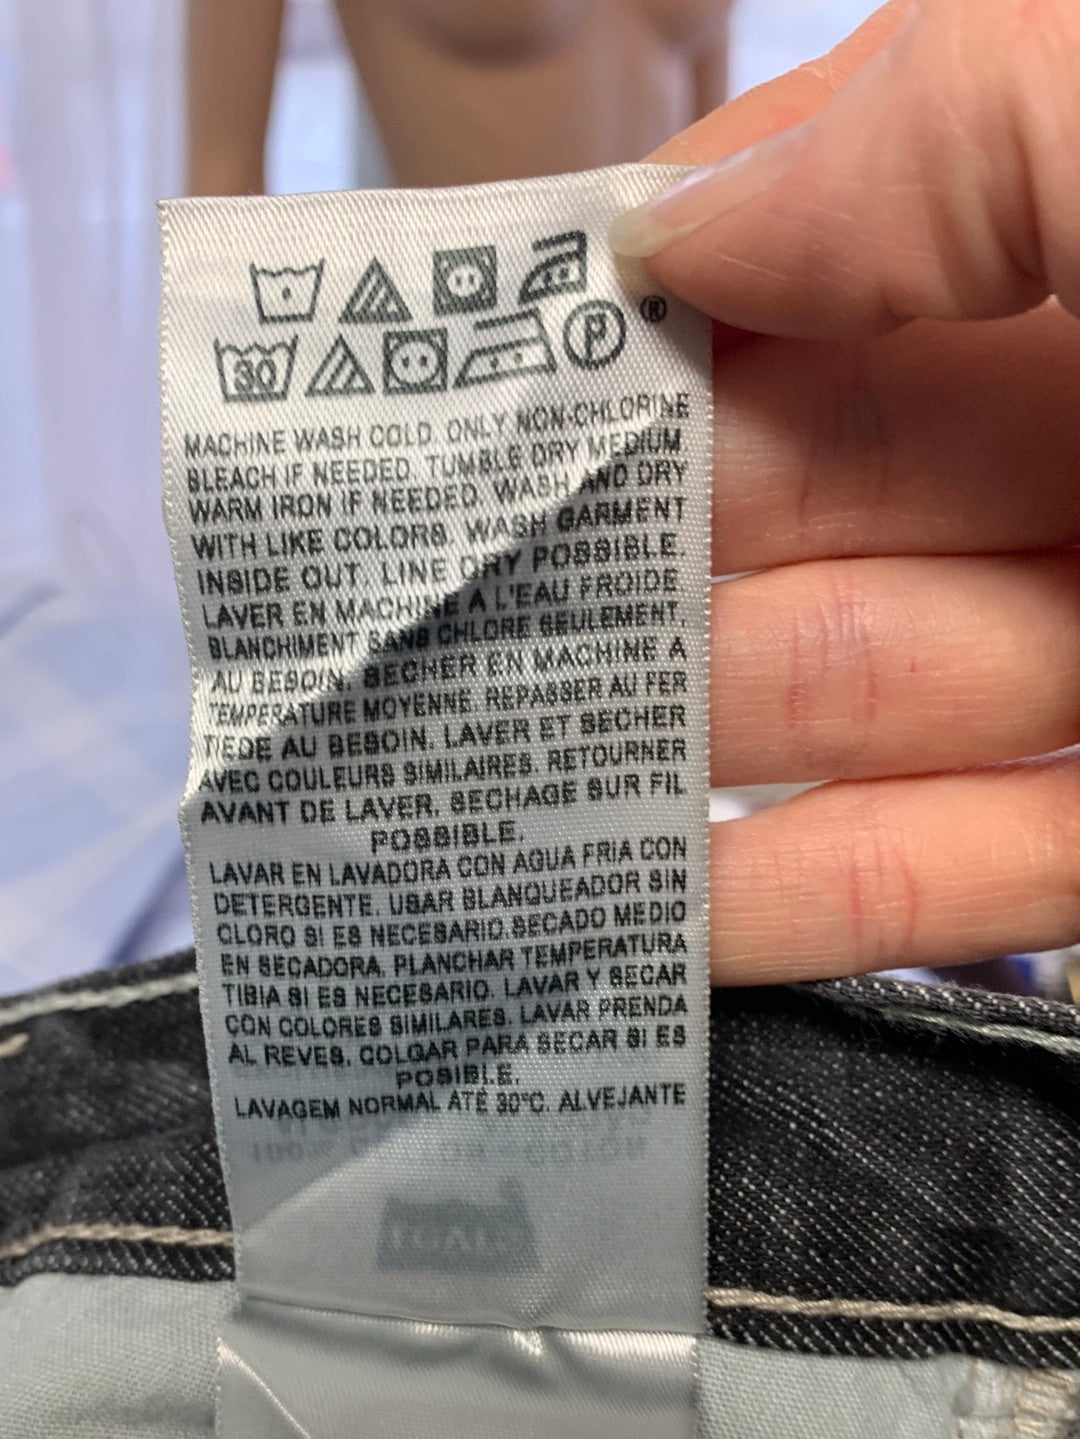 ®
30 P
MACHINE WASH COLD. ONLY NON-CHLORINE
BLEACH IF NEEDED. TUMBLE DRY MEDIUM
WARM IRON IF NEEDED. WASH AND DRY
WITH LIKE COLORS. WASH GARMENT
INSIDE OUT. LINE DRY POSSIBLE.
LAVER EN MACHINE A L'EAU FROIDE
BLANCHIMENT SANS CHLORE SEULEMENT,
AU BESOIN. SECHER EN MACHINE A
TEMPERATURE MOYENNE. REPASSER AU FER
TIEDE AU BESOIN. LAVER ET SECHER
AVEC COULEURS SIMILAIRES. RETOURNER
AVANT DE LAVER. SECHAGE SUR FIL
POSSIBLE.
LAVAR EN LAVADORA CON AGUA FRIA CON
DETERGENTE. USAR BLANQUEADOR SIN
CLORO SI ES NECESARIO. SECADO MEDIO
EN SECADORA. PLANCHAR TEMPERATURA
TIBIA SI ES NECESARIO. LAVAR Y SECAR
CON COLORES SIMILARES. LAVAR PRENDA
AL REVES. COLGAR PARA SECAR SI ES
POSIBLE.
LAVAGEM NORMAL ATÉ 30°C. ALVEJANTE